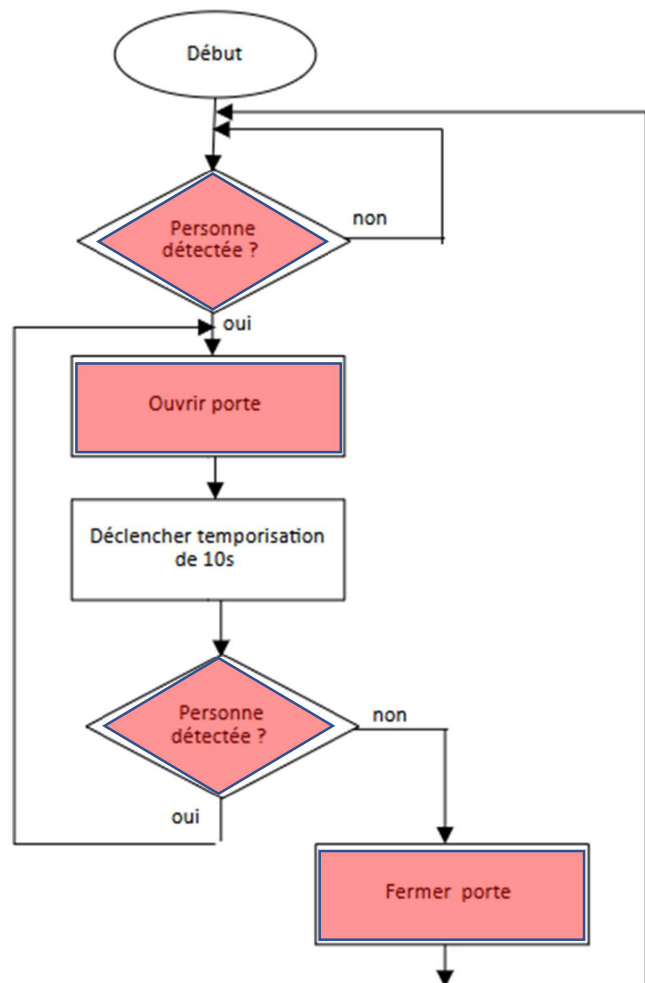 Début
Personne
détectée ?
non
oui
Ouvrir porte
Déclencher temporisation
de 10s
Personne
détectée ?
non
oui
Fermer porte